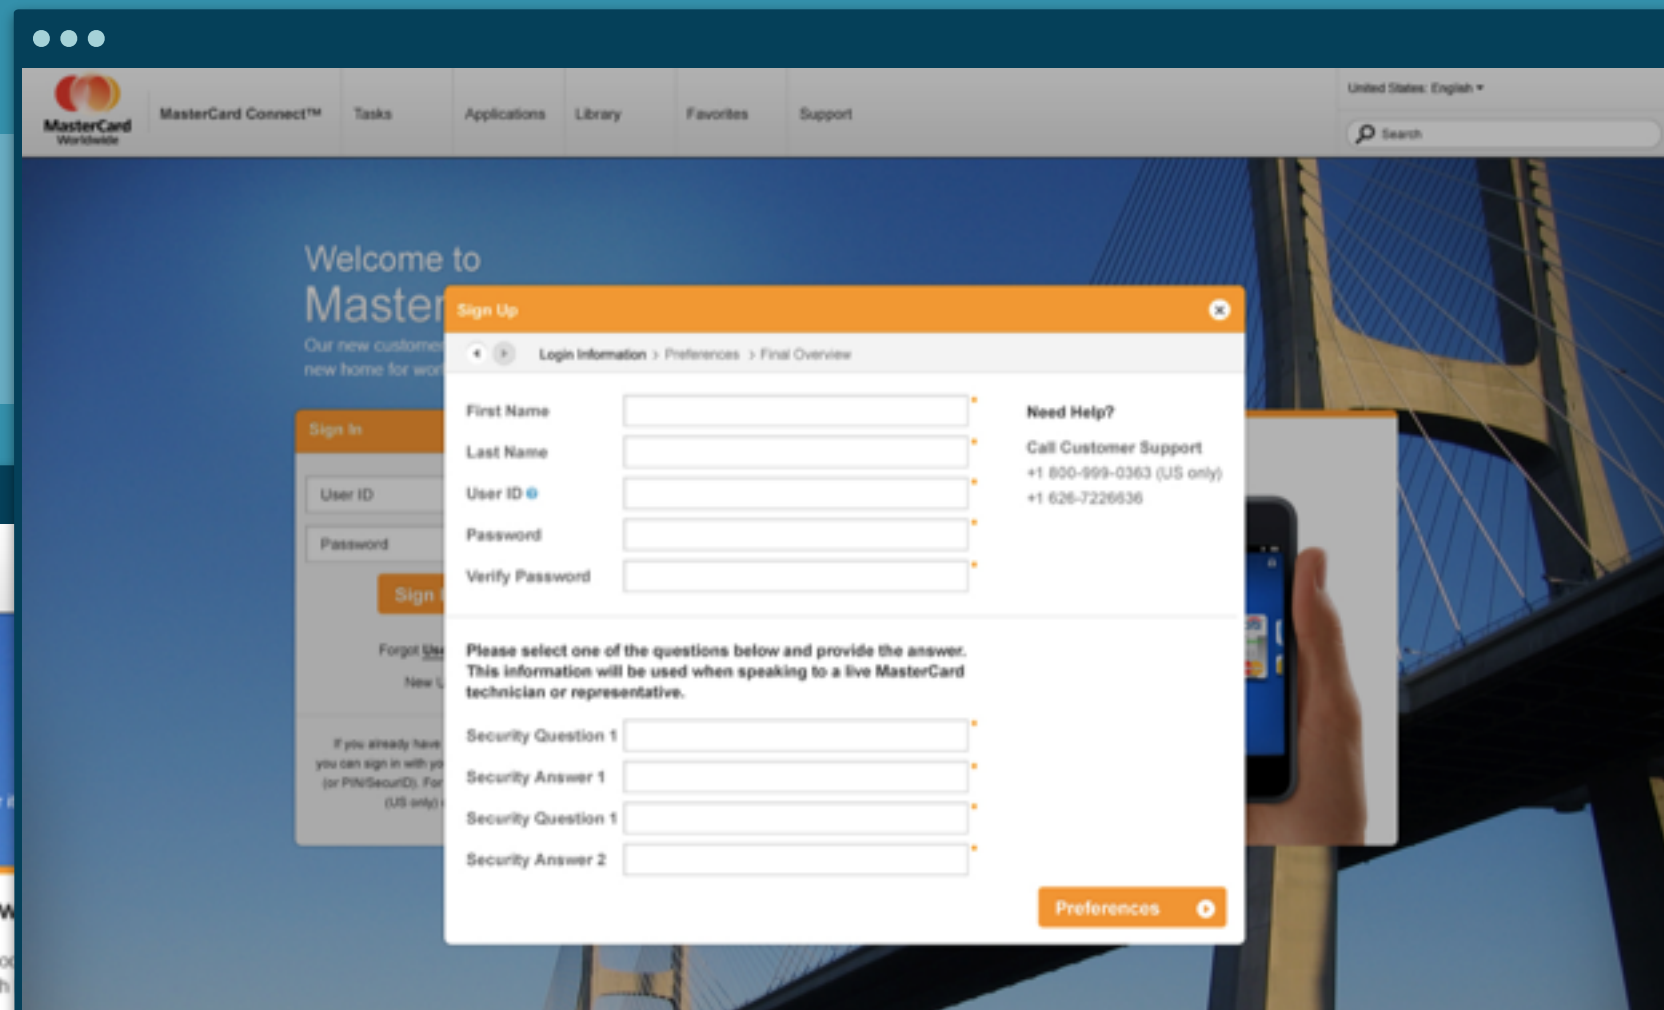 MasterCard
Worldwide
MasterCard Connect™
Tasks
Applications
Library
Favorites
Support
United States: English
Search
Welcome to
Master
Our new customer
new home for wor
Sign In
User ID
Password
Sign
Forgot Use
New U
If you already have
you can sign in with yo
(or PIN/SecurID). For
(US only)
Sign Up
Login Information > Preferences > Final Overview
First Name
*
Last Name
*
User ID
*
Password
*
Verify Password
*
Need Help?
Call Customer Support
+1 800-999-0363 (US only)
+1 626-7226636
Please select one of the questions below and provide the answer.
This information will be used when speaking to a live MasterCard
technician or representative.
Security Question 1
*
Security Answer 1
*
Security Question 1
*
Security Answer 2
*
Preferences